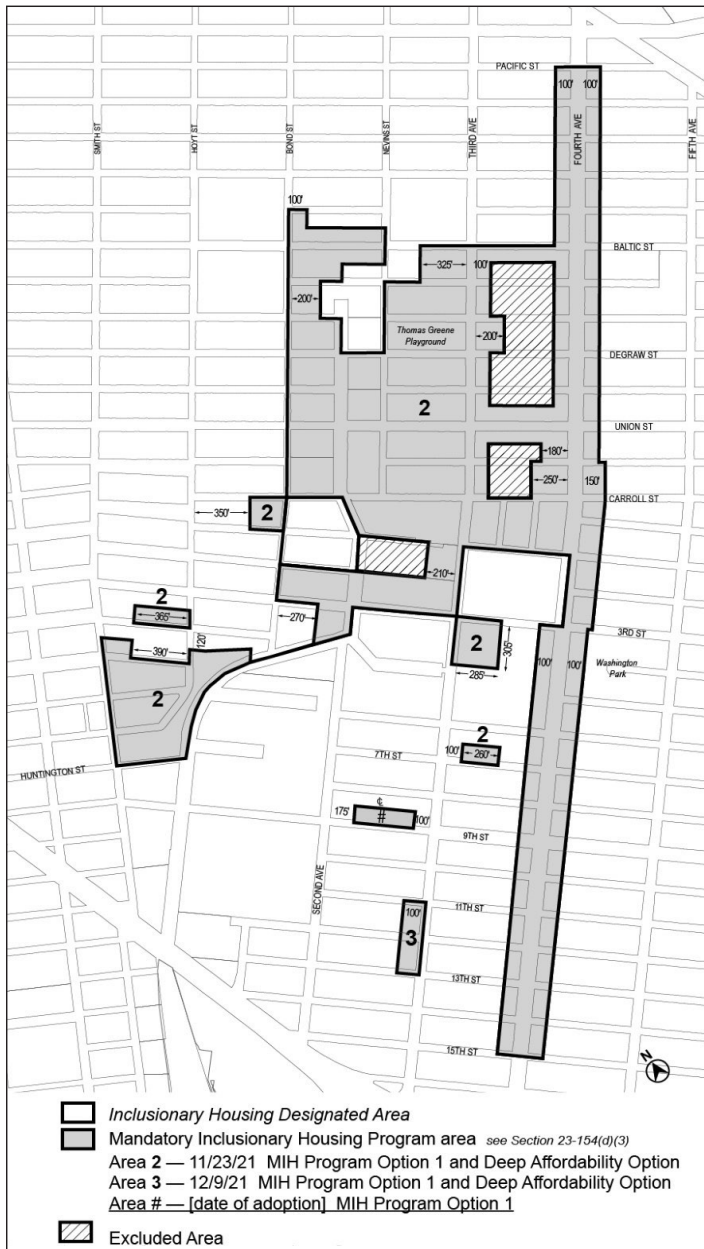 PACIFIC ST
100' 100'
SMITH ST
HOYT ST
BOND ST
NEVINS ST
THIRD AVE
FOURTH AVE
FIFTH AVE
100'
BALTIC ST
325' 100'
200'
Thomas Greene
Playground
200'
DEGRAW ST
2
UNION ST
180'
250' 150'
CARROLL ST
350' 2
210'
2
365'
270'
120'
3RD ST
390'
2
305'
100' 100'
Washington
Park
285'
2
2
7TH ST
100' 260'
HUNTINGTON ST
175' ℄
# 100'
9TH ST
SECOND AVE
100'
11TH ST
3
13TH ST
15TH ST
N
Inclusionary Housing Designated Area
Mandatory Inclusionary Housing Program area see Section 23-154(d)(3)
Area 2 — 11/23/21 MIH Program Option 1 and Deep Affordability Option
Area 3 — 12/9/21 MIH Program Option 1 and Deep Affordability Option
Area # — [date of adoption] MIH Program Option 1
Excluded Area